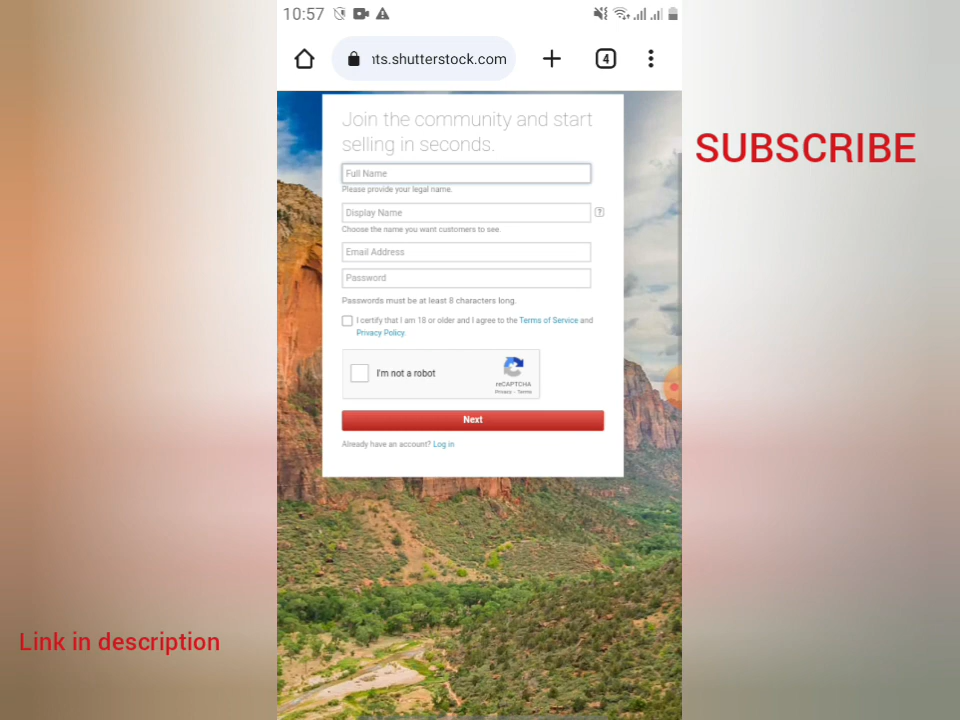 10:57
nts.shutterstock.com
4
Join the community and start
selling in seconds.
Full Name
Please provide your legal name.
Display Name
?
Choose the name you want customers to see.
Email Address
Password
Passwords must be at least 8 characters long.
I certify that I am 18 or older and I agree to the Terms of Service and
Privacy Policy.
I'm not a robot
reCAPTCHA
Privacy - Terms
Next
Already have an account? Log in
SUBSCRIBE
Link in description